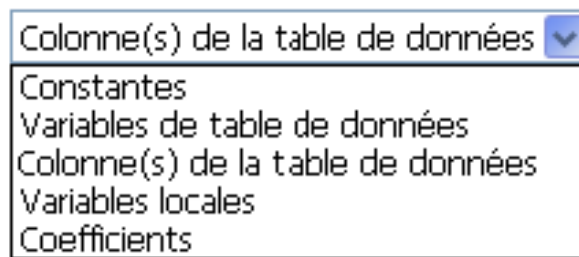 Colonne(s) de la table de données
Constantes
Variables de table de données
Colonne(s) de la table de données
Variables locales
Coefficients